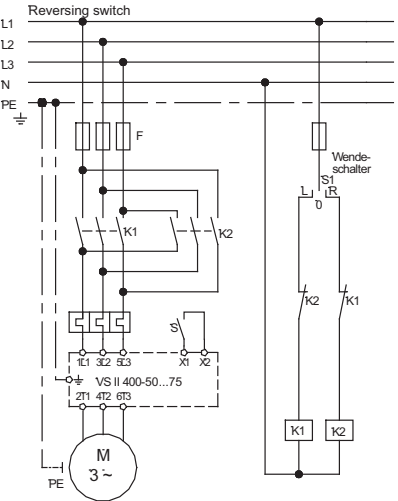 Reversing switch
L1
L2
L3
N
PE
F
Wende-
schalter
S1
L R
0
K1 K2
K2 K1
S
1L1 3L2 5L3 X1 X2
VS II 400-50...75
2T1 4T2 6T3
K1 K2
M
3 ~
PE